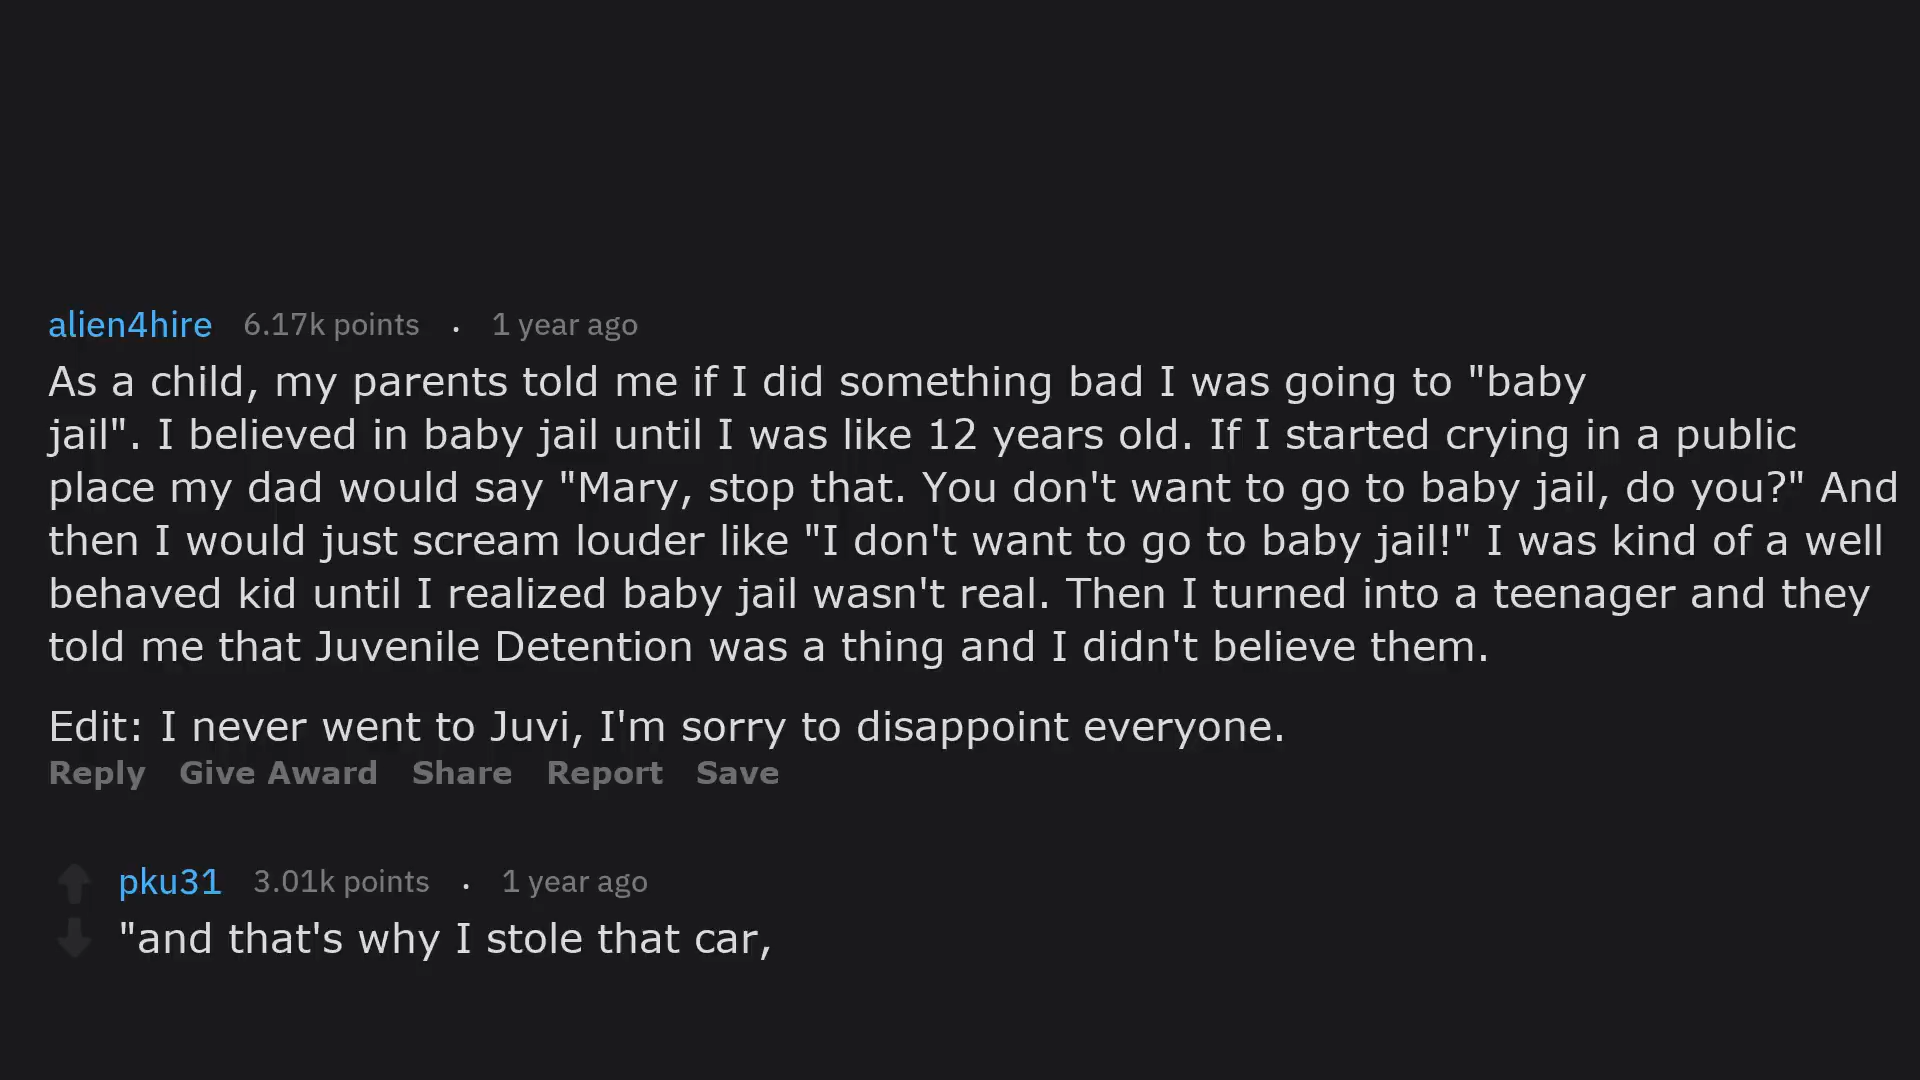 alien4hire 6.17k points . 1 year ago
As a child, my parents told me if I did something bad I was going to "baby
jail". I believed in baby jail until I was like 12 years old. If I started crying in a public
place my dad would say "Mary, stop that. You don't want to go to baby jail, do you?" And
then I would just scream louder like "I don't want to go to baby jail!" I was kind of a well
behaved kid until I realized baby jail wasn't real. Then I turned into a teenager and they
told me that Juvenile Detention was a thing and I didn't believe them.
Edit: I never went to Juvi, I'm sorry to disappoint everyone.
Reply Give Award Share Report Save
pku31 3.01k points . 1 year ago
"and that's why I stole that car,